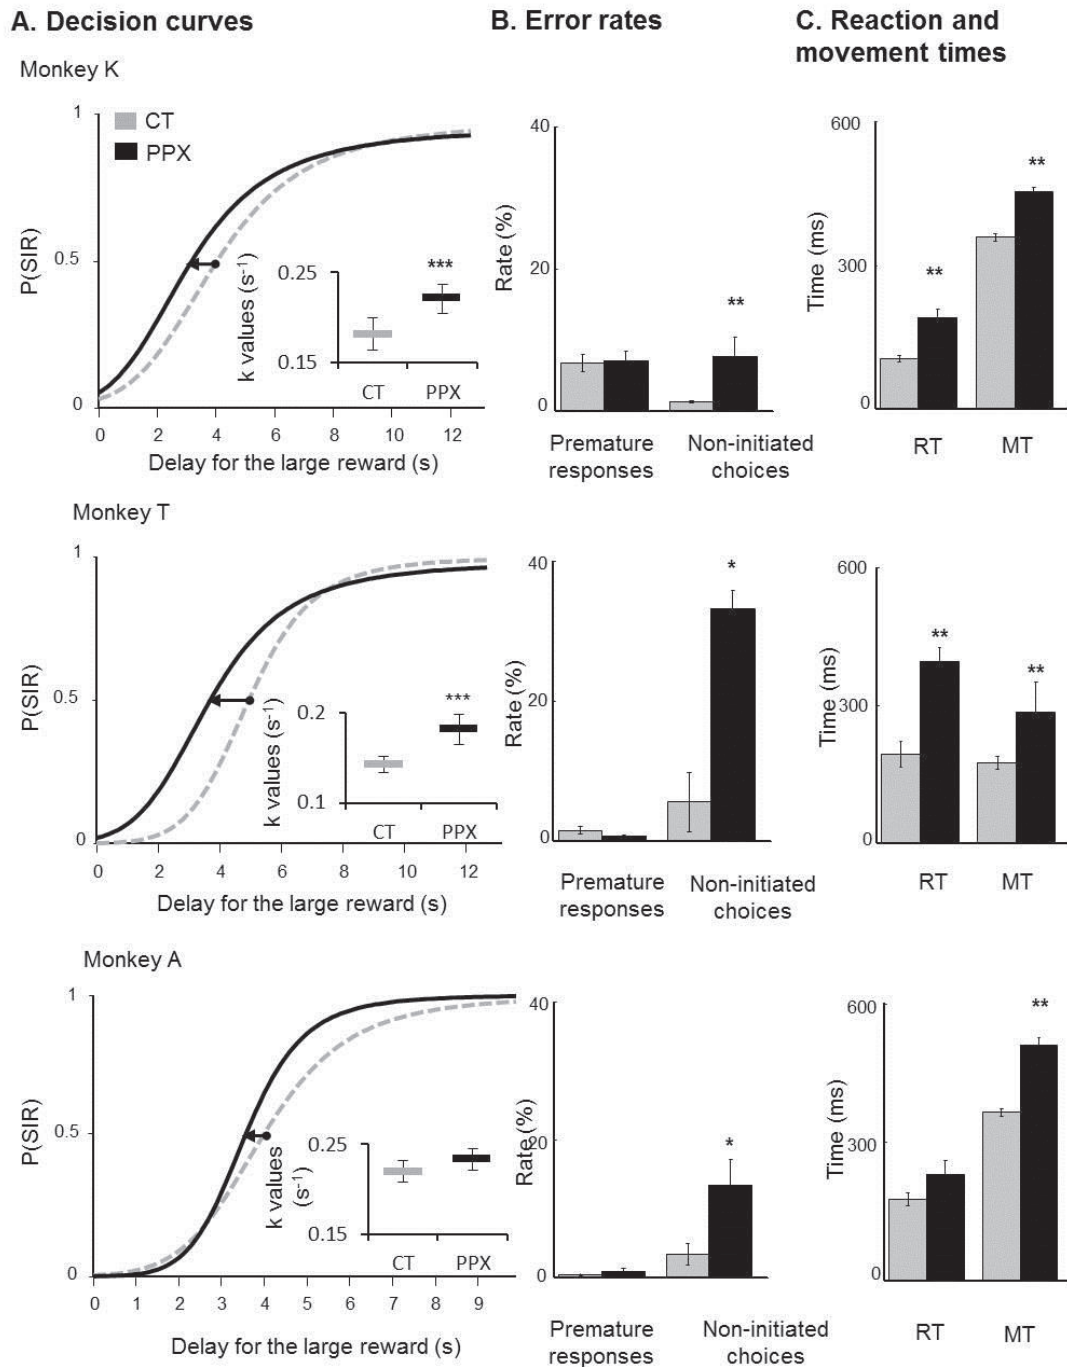 A. Decision curves
B. Error rates
C. Reaction and
movement times
Monkey K
1
0.5
0
P(SIR)
CT
PPX
0 2 4 6 8 10 12
Delay for the large reward (s)
k values (s⁻¹)
0.25
0.15
***
CT PPX
Rate (%)
40
20
0
**
Premature
responses
Non-initiated
choices
Time (ms)
600
300
0
**
**
RT MT
Monkey T
1
0.5
0
P(SIR)
0 2 4 6 8 10 12
Delay for the large reward (s)
k values (s⁻¹)
0.2
0.1
***
CT PPX
Rate (%)
40
20
0
*
Premature
responses
Non-initiated
choices
Time (ms)
600
300
0
**
**
RT MT
Monkey A
1
0.5
0
P(SIR)
0 1 2 3 4 5 6 7 8 9
Delay for the large reward (s)
k values
(s⁻¹)
0.25
0.15
CT PPX
Rate (%)
40
20
0
*
Premature
responses
Non-initiated
choices
Time (ms)
600
300
0
**
RT MT